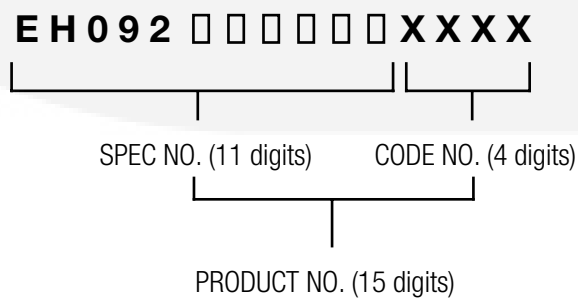 EH092 □□□□□□ XXXX
SPEC NO. (11 digits) CODE NO. (4 digits)
PRODUCT NO. (15 digits)